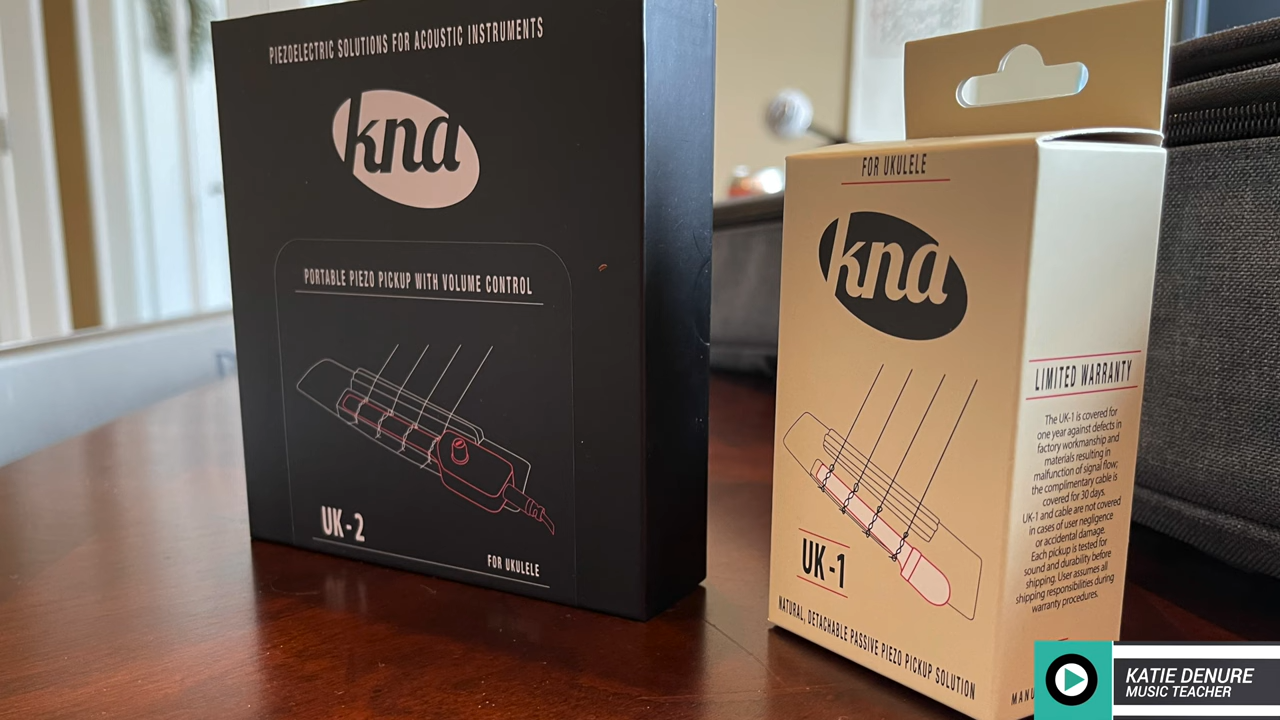 PIEZOELECTRIC SOLUTIONS FOR ACOUSTIC INSTRUMENTS
kna
PORTABLE PIEZO PICKUP WITH VOLUME CONTROL
UK-2
FOR UKULELE
FOR UKULELE
kna
UK-1
NATURAL, DETACHABLE PASSIVE PIEZO PICKUP SOLUTION
LIMITED WARRANTY
The UK-1 is covered for
one year against defects in
factory workmanship and
materials resulting in
malfunction of signal flow;
the complimentary cable is
covered for 30 days.
UK-1 and cable are not covered
in cases of user negligence
or accidental damage.
Each pickup is tested for
sound and durability before
shipping. User assumes all
shipping responsibilities during
warranty procedures.
KATIE DENURE
MUSIC TEACHER